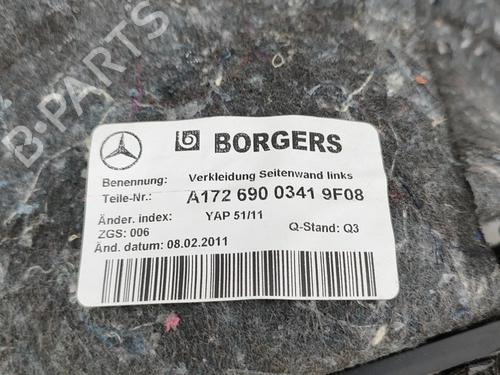 B-PARTS
BORGERS
Benennung: Verkleidung Seitenwand links
Teile-Nr.: A172 690 0341 9F08
Änder. index: YAP 51/11
ZGS: 006 Q-Stand: Q3
Änd. datum: 08.02.2011